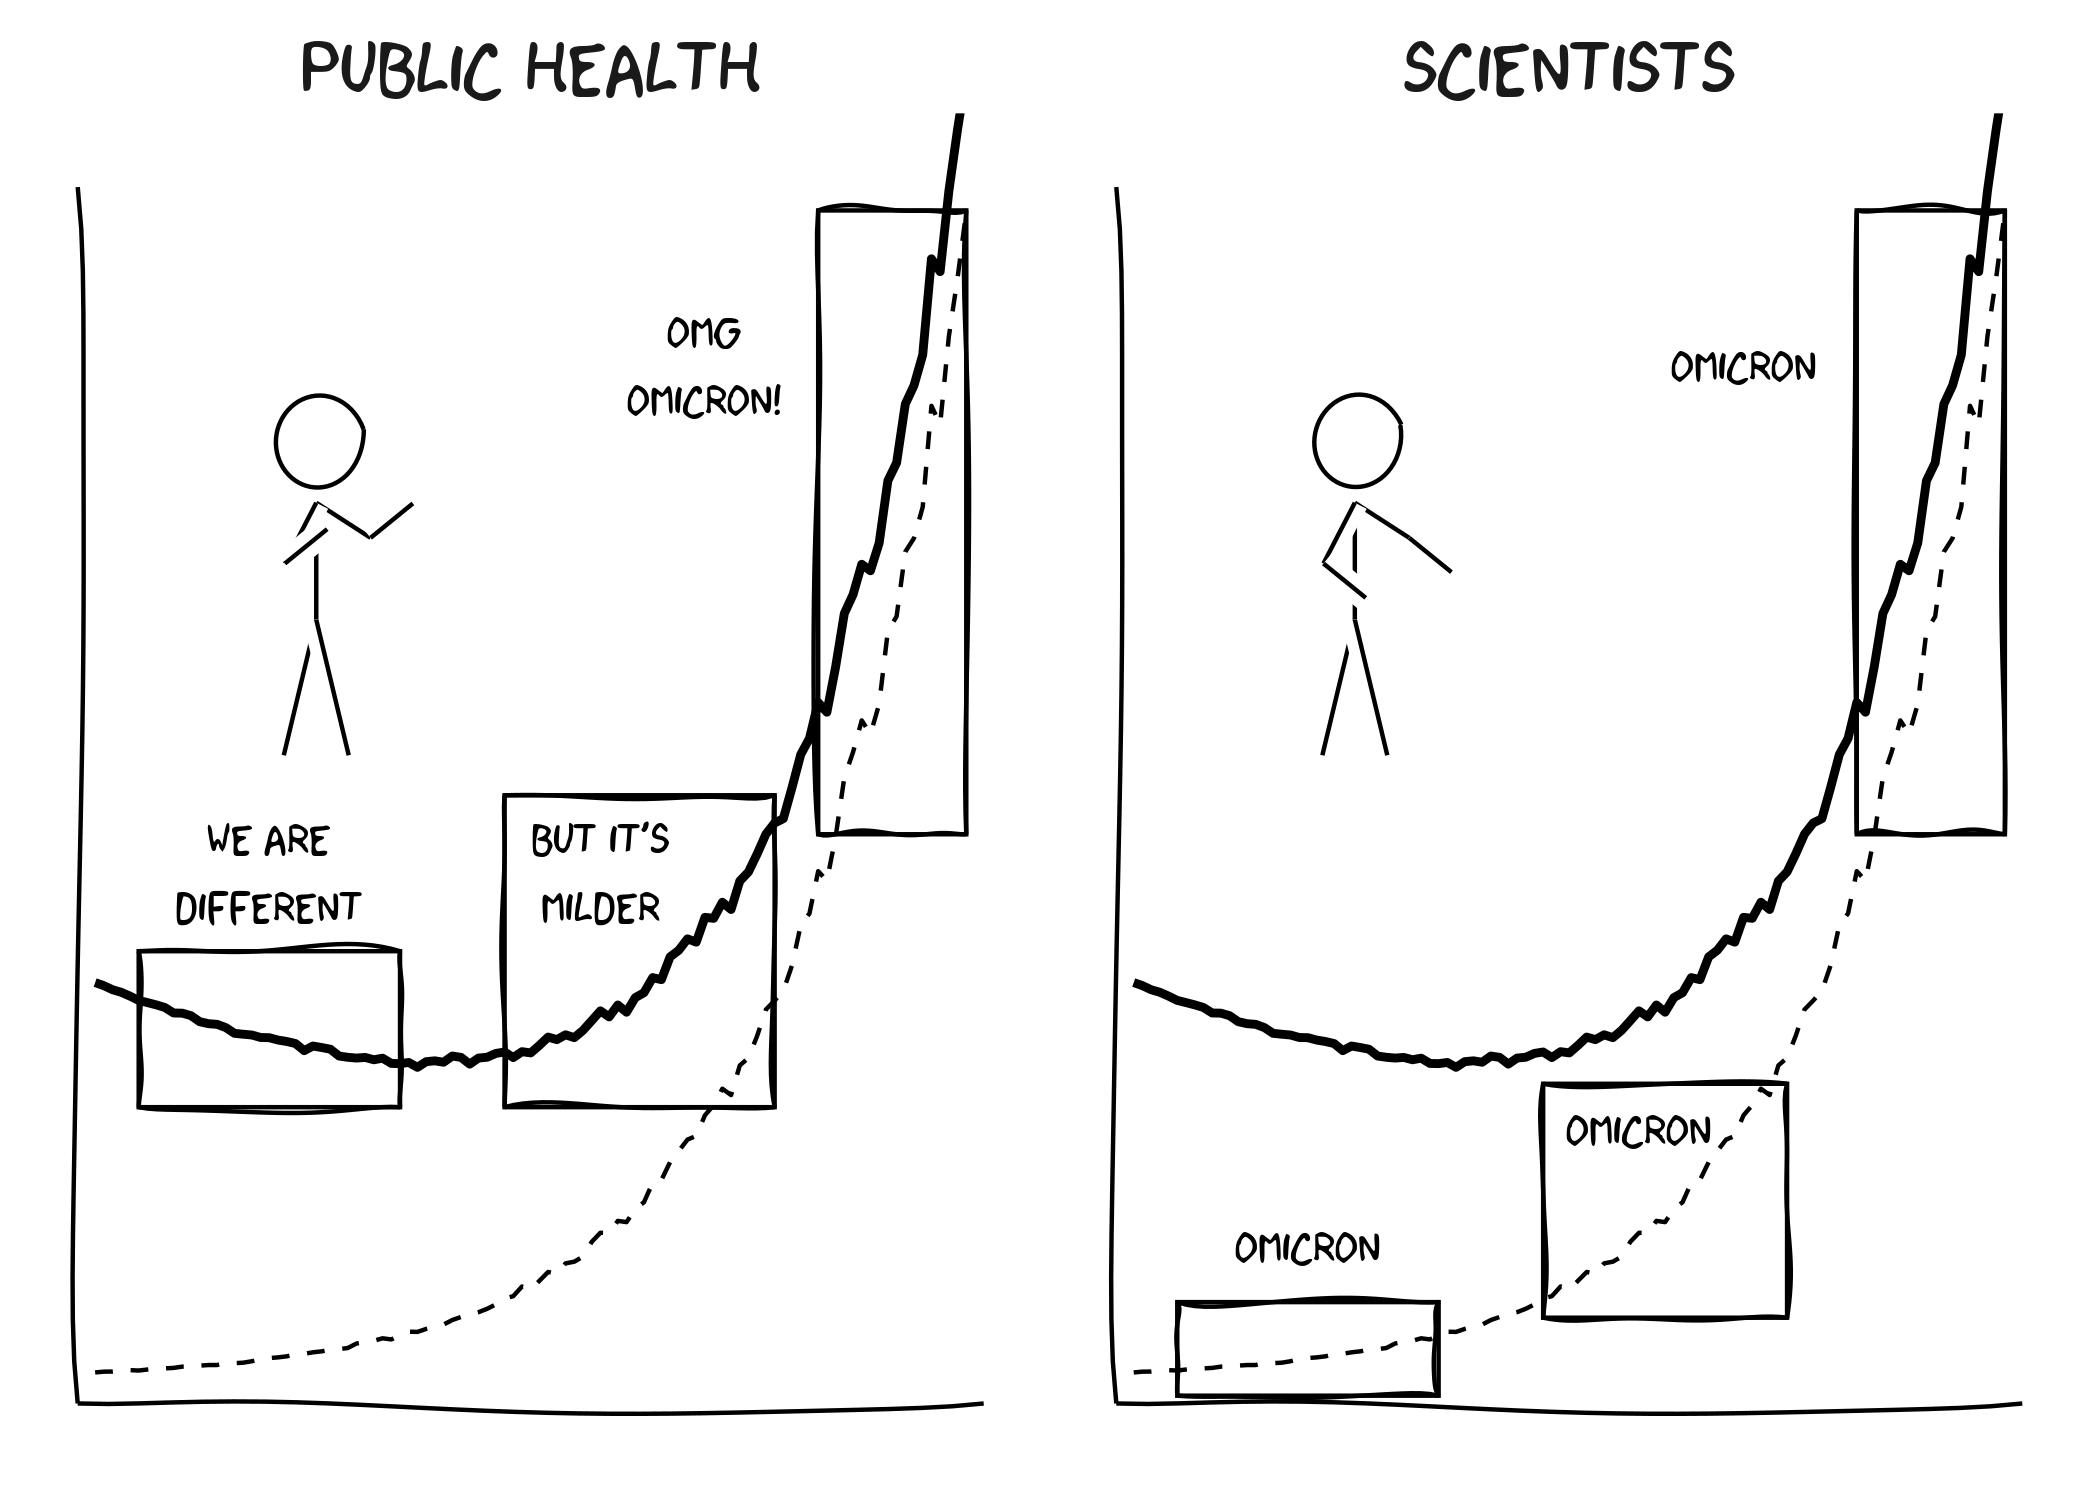 PUBLIC HEALTH
OMG
OMICRON!
WE ARE
DIFFERENT
BUT IT'S
MILDER
SCIENTISTS
OMICRON
OMICRON
OMICRON